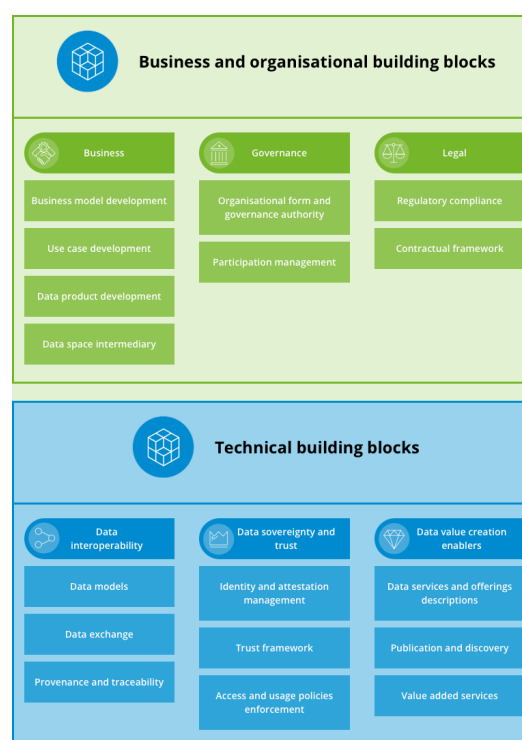 Business and organisational building blocks
Business
Governance
Legal
Business model development
Organisational form and
governance authority
Regulatory compliance
Use case development
Participation management
Contractual framework
Data product development
Data space intermediary
Technical building blocks
Data
interoperability
Data sovereignty and
trust
Data value creation
enablers
Data models
Identity and attestation
management
Data services and offerings
descriptions
Data exchange
Trust framework
Publication and discovery
Provenance and traceability
Access and usage policies
enforcement
Value added services